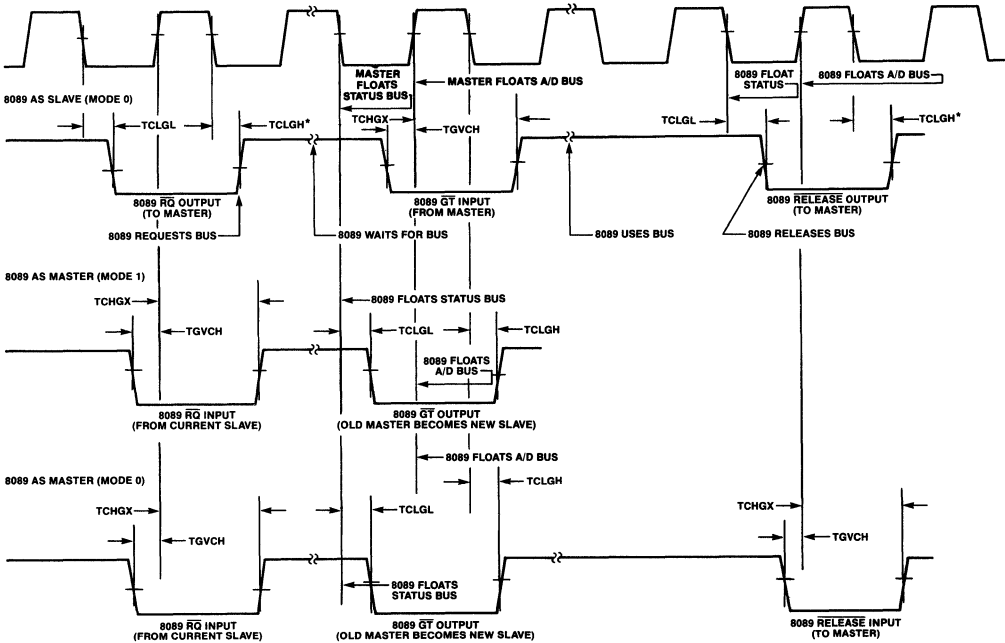 MASTER
FLOATS
STATUS BUS
MASTER FLOATS A/D BUS
8089 FLOAT
STATUS
8089 FLOATS A/D BUS
8089 AS SLAVE (MODE 0)
TCLGL
TCLGH*
TCHGX
TGVCH
TCLGL
TCLGH*
8089 RQ OUTPUT
(TO MASTER)
8089 GT INPUT
(FROM MASTER)
8089 RELEASE OUTPUT
(TO MASTER)
8089 REQUESTS BUS
8089 WAITS FOR BUS
8089 USES BUS
8089 RELEASES BUS
8089 AS MASTER (MODE 1)
TCHGX
8089 FLOATS STATUS BUS
TGVCH
TCLGL
TCLGH
8089 FLOATS
A/D BUS
8089 RQ INPUT
(FROM CURRENT SLAVE)
8089 GT OUTPUT
(OLD MASTER BECOMES NEW SLAVE)
8089 FLOATS A/D BUS
8089 AS MASTER (MODE 0)
TCLGH
TCHGX
TCLGL
TCHGX
TGVCH
TGVCH
8089 FLOATS
STATUS BUS
8089 RQ INPUT
(FROM CURRENT SLAVE)
8089 GT OUTPUT
(OLD MASTER BECOMES NEW SLAVE)
8089 RELEASE INPUT
(TO MASTER)